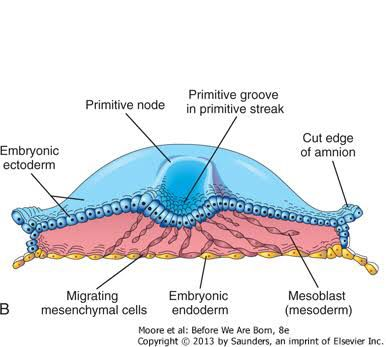 Primitive groove
in primitive streak
Primitive node
Cut edge
of amnion
Embryonic
ectoderm
Migrating
mesenchymal cells
Embryonic
endoderm
Mesoblast
(mesoderm)
B
Moore et al: Before We Are Born, 8e
Copyright © 2013 by Saunders, an imprint of Elsevier Inc.